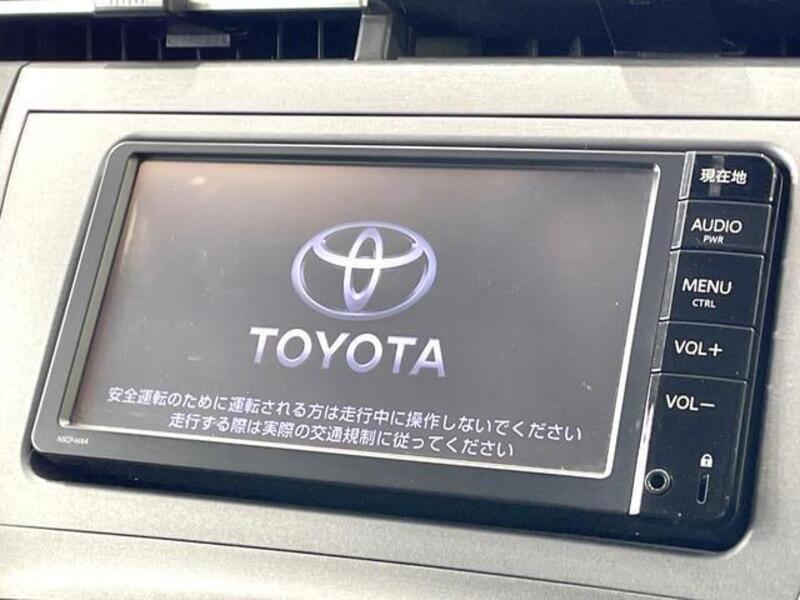 現在地
AUDIO
PWR
MENU
CTRL
VOL+
VOL−
TOYOTA
安全運転のために運転される方は走行中に操作しないでください
走行する際は実際の交通規制に従ってください
NSCP-W64